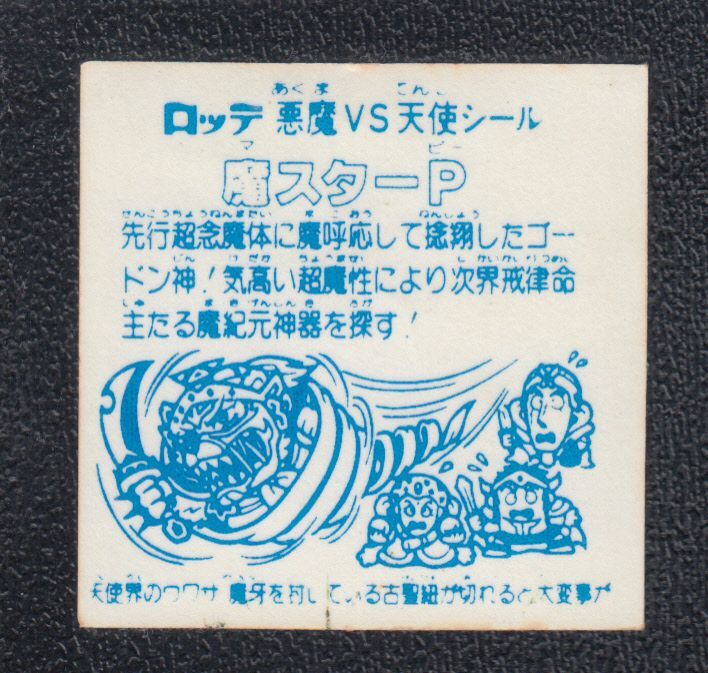 ロッテ 悪魔VS天使シール
魔スターP
先行超念魔体に魔呼応して捻翔したゴー
ドン神!気高い超魔性により次界戒律命
主たる魔紀元神器を探す!
天使界のウワサ 魔牙を封じている古聖紐が切れると大変事が